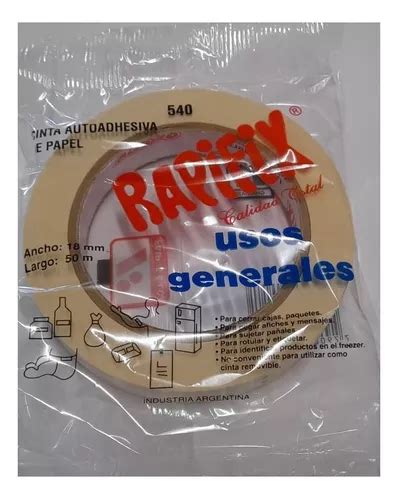 540
CINTA AUTOADHESIVA
E PAPEL
RAPIFIX
®
Calidad Total
usos
generales
Ancho: 18 mm
Largo: 50 m
• Para cerrar cajas, paquetes.
• Para pegar afiches y mensajes.
• Para sujetar pañales.
• Para rotular y etiquetar.
• Para identificar productos en el freezer.
• No conveniente para utilizar como
cinta removible.
INDUSTRIA ARGENTINA